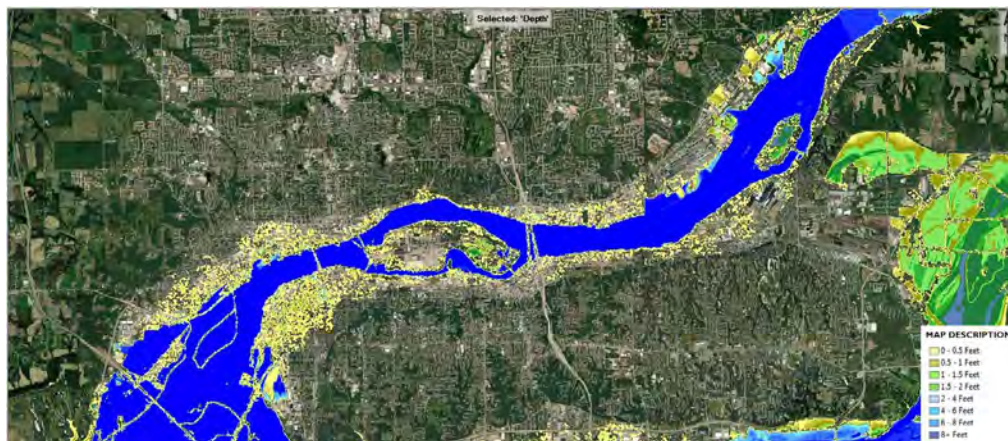 Selected: 'Depth'
MAP DESCRIPTION
0 - 0.5 Feet
0.5 - 1 Feet
1 - 1.5 Feet
1.5 - 2 Feet
2 - 4 Feet
4 - 6 Feet
6 - 8 Feet
8+ Feet